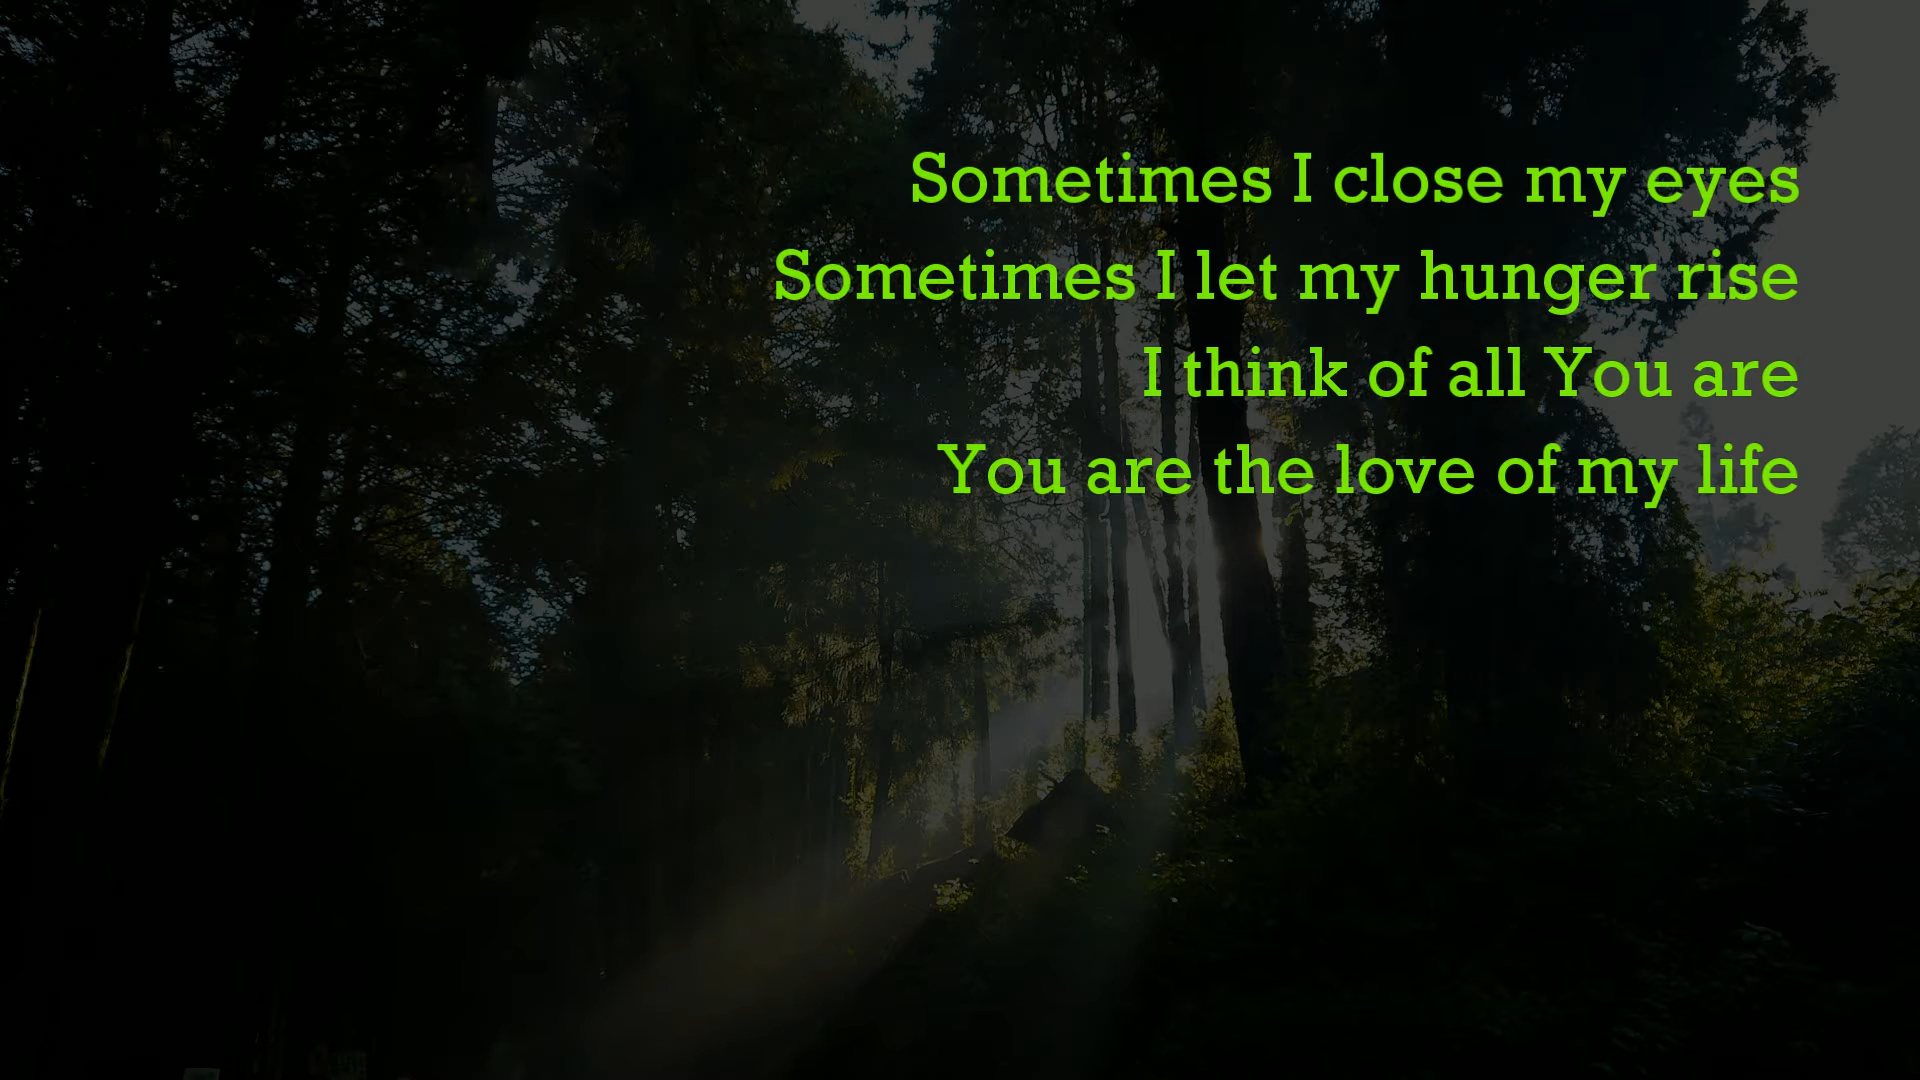 Sometimes I close my eyes
Sometimes I let my hunger rise
I think of all You are
You are the love of my life